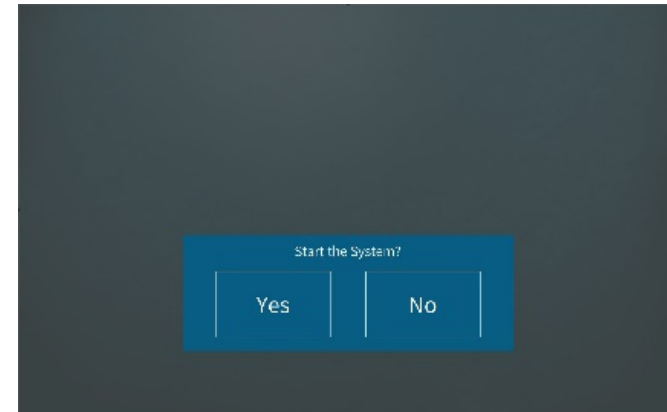 Start the System?
Yes No